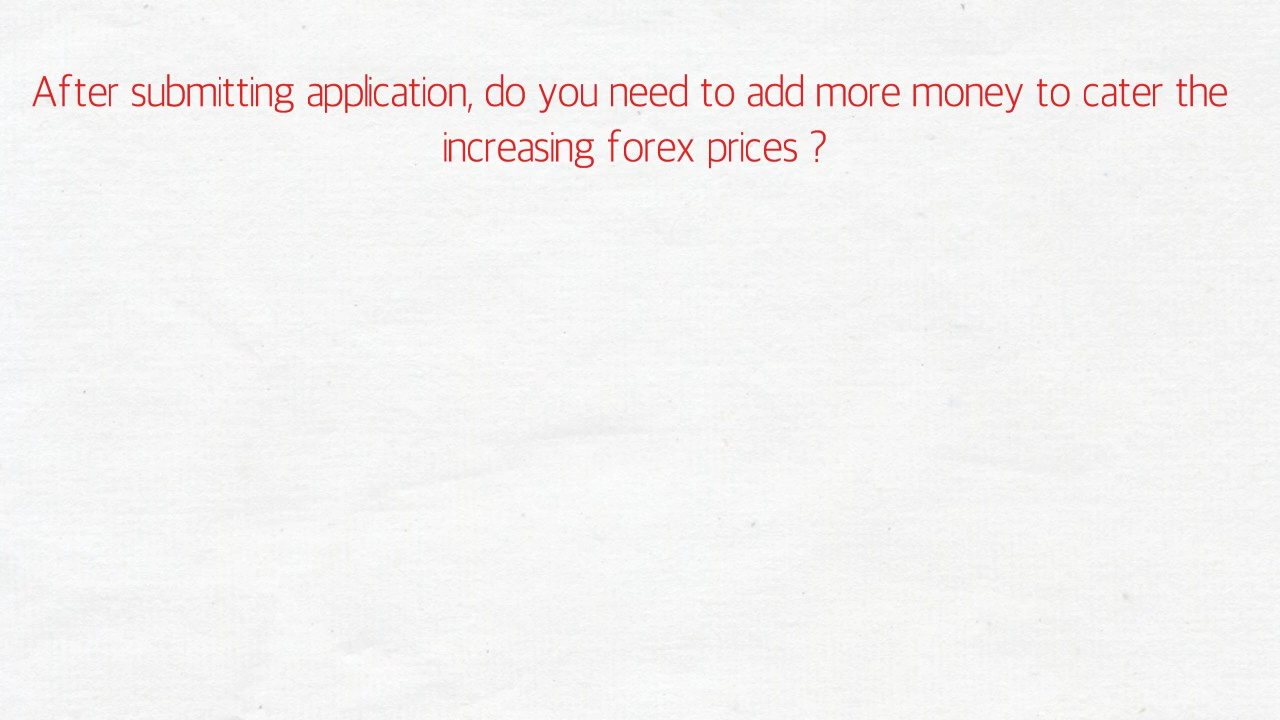 After submitting application, do you need to add more money to cater the
increasing forex prices ?